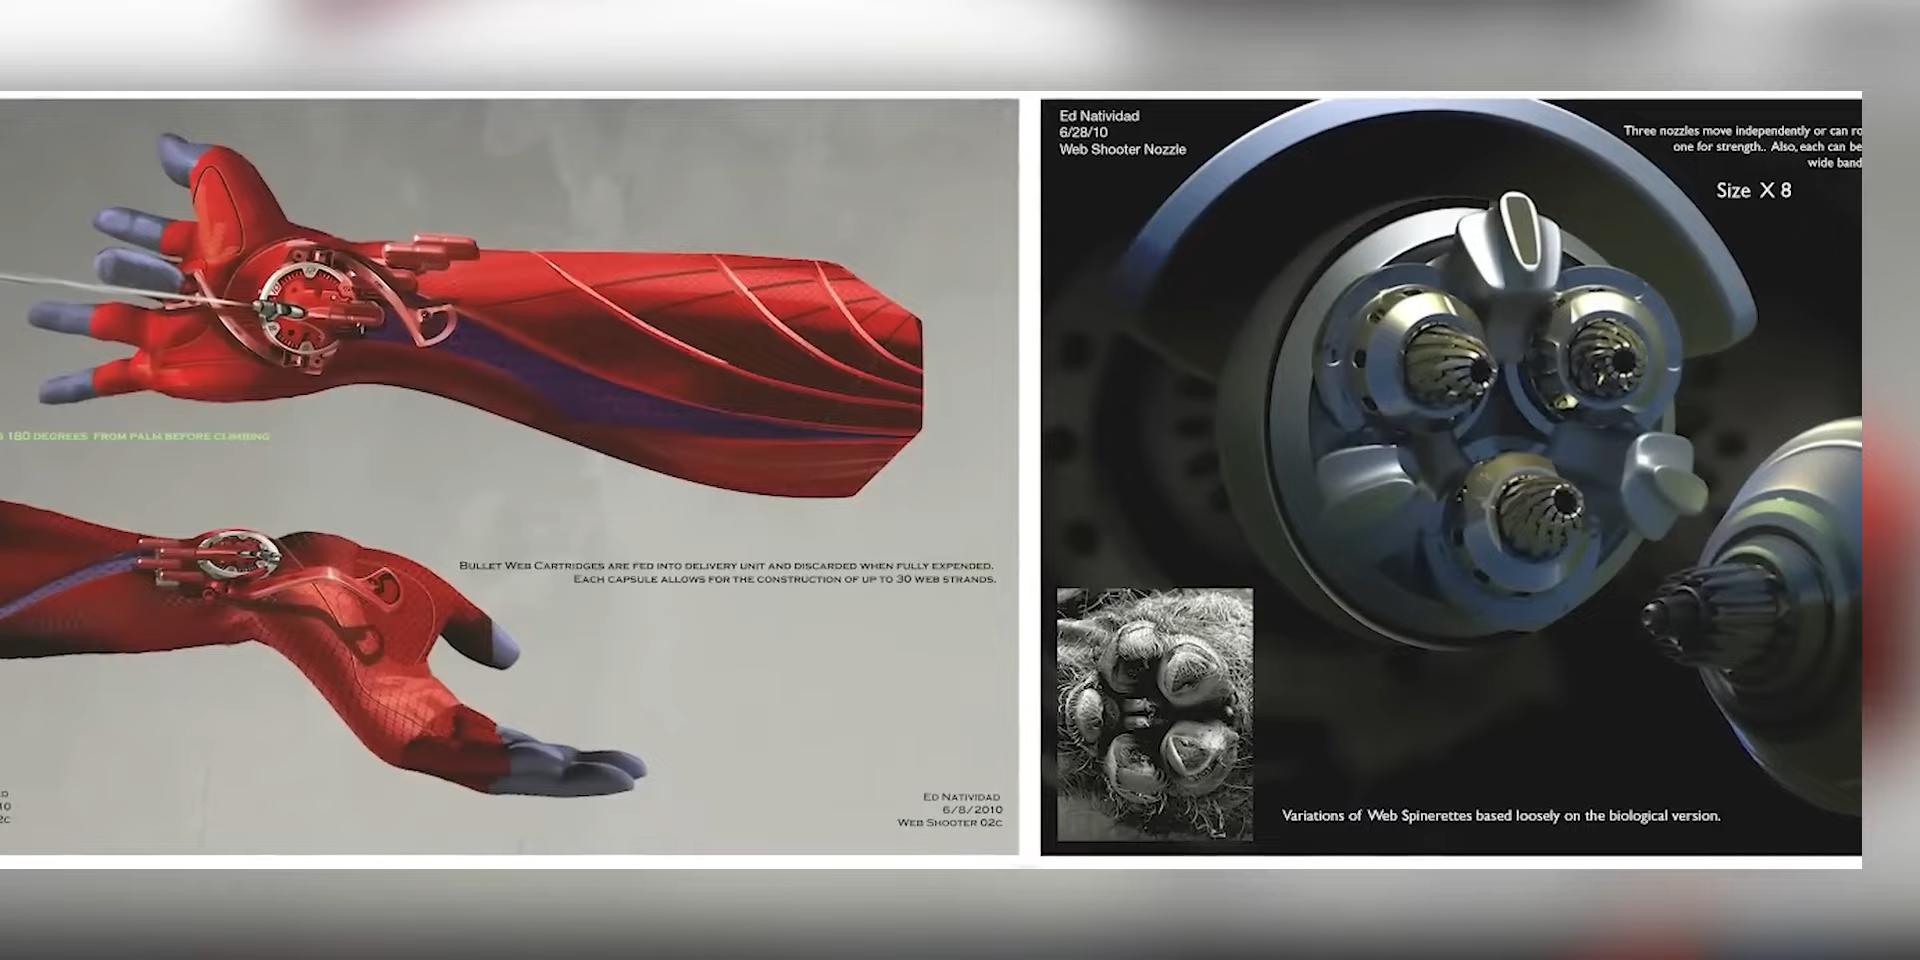 180 DEGREES FROM PALM BEFORE CLIMBING
BULLET WEB CARTRIDGES ARE FED INTO DELIVERY UNIT AND DISCARDED WHEN FULLY EXPENDED.
EACH CAPSULE ALLOWS FOR THE CONSTRUCTION OF UP TO 30 WEB STRANDS.
ED NATIVIDAD
6/8/2010
WEB SHOOTER 02C
Ed Natividad
6/28/10
Web Shooter Nozzle
Three nozzles move independently or can
one for strength.. Also, each can be
wide band
Size X 8
Variations of Web Spinerettes based loosely on the biological version.